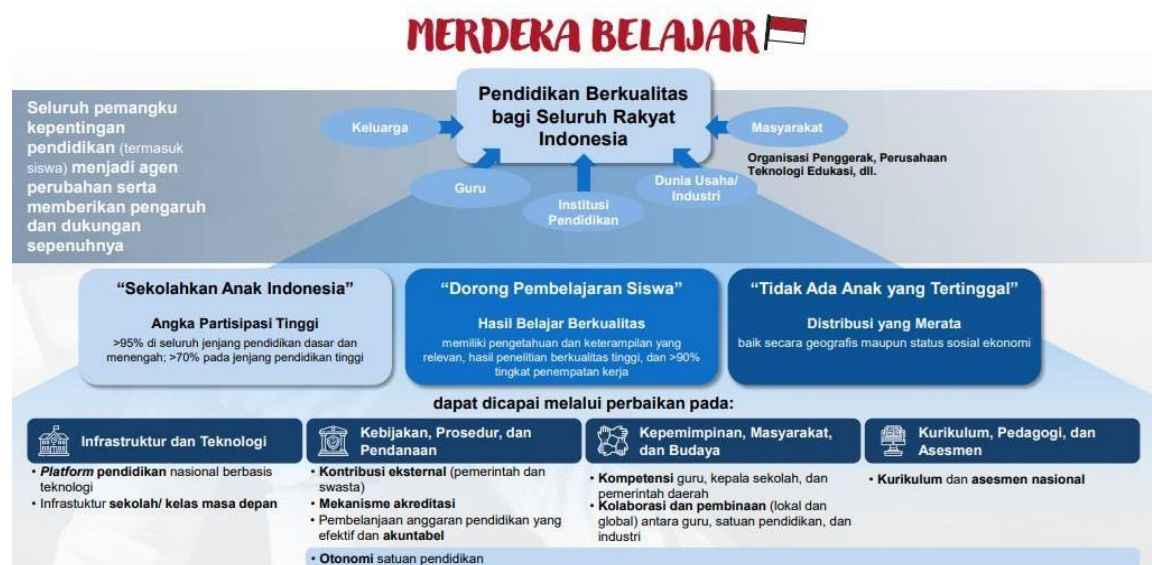 MERDEKA BELAJAR
Seluruh pemangku
kepentingan
pendidikan (termasuk
siswa) menjadi agen
perubahan serta
memberikan pengaruh
dan dukungan
sepenuhnya
Pendidikan Berkualitas
bagi Seluruh Rakyat
Indonesia
Keluarga
Guru
Institusi
Pendidikan
Dunia Usaha/
Industri
Masyarakat
Organisasi Penggerak, Perusahaan
Teknologi Edukasi, dll.
“Sekolahkan Anak Indonesia”
Angka Partisipasi Tinggi
>95% di seluruh jenjang pendidikan dasar dan
menengah; >70% pada jenjang pendidikan tinggi
“Dorong Pembelajaran Siswa”
Hasil Belajar Berkualitas
memiliki pengetahuan dan keterampilan yang
relevan, hasil penelitian berkualitas tinggi, dan >90%
tingkat penempatan kerja
“Tidak Ada Anak yang Tertinggal”
Distribusi yang Merata
baik secara geografis maupun status sosial ekonomi
dapat dicapai melalui perbaikan pada:
Infrastruktur dan Teknologi
• Platform pendidikan nasional berbasis
teknologi
• Infrastuktur sekolah/ kelas masa depan
Kebijakan, Prosedur, dan
Pendanaan
• Kontribusi eksternal (pemerintah dan
swasta)
• Mekanisme akreditasi
• Pembelanjaan anggaran pendidikan yang
efektif dan akuntabel
• Otonomi satuan pendidikan
Kepemimpinan, Masyarakat,
dan Budaya
• Kompetensi guru, kepala sekolah, dan
pemerintah daerah
• Kolaborasi dan pembinaan (lokal dan
global) antara guru, satuan pendidikan, dan
industri
Kurikulum, Pedagogi, dan
Asesmen
• Kurikulum dan asesmen nasional